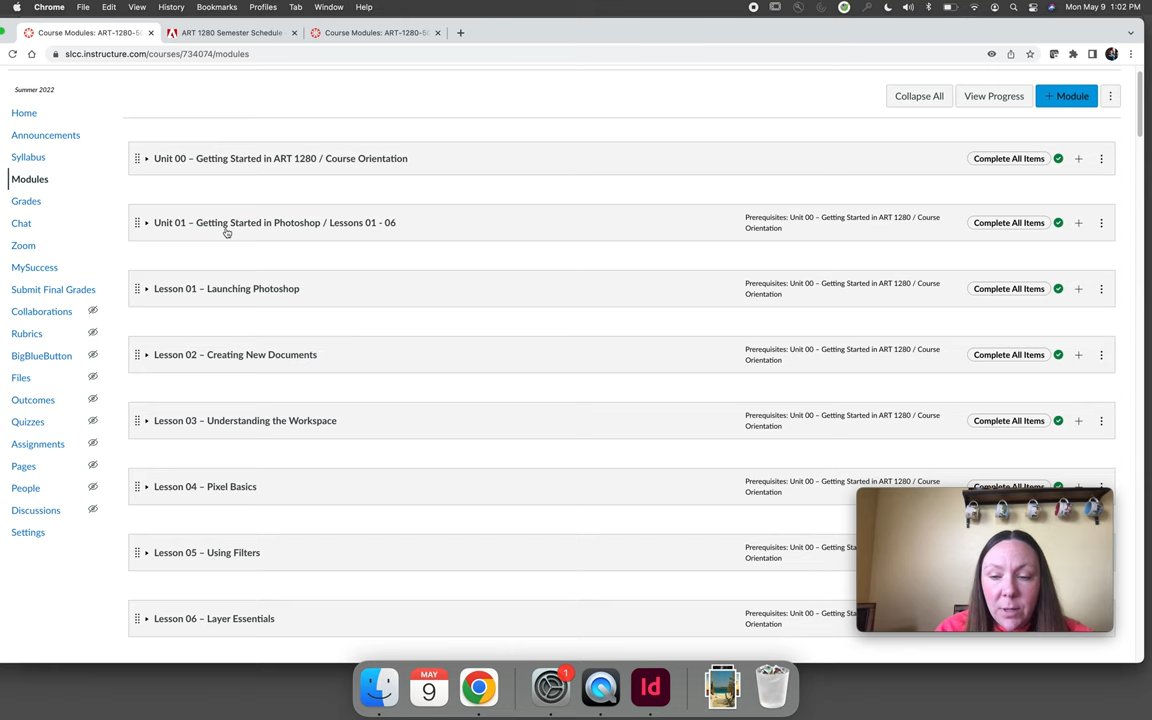 Chrome File Edit View History Bookmarks Profiles Tab Window Help
Mon May 9 1:02 PM
Course Modules: ART-1280-50
ART 1280 Semester Schedule
Course Modules: ART-1280-50
slcc.instructure.com/courses/734074/modules
Summer 2022
Home
Announcements
Syllabus
Modules
Grades
Chat
Zoom
MySuccess
Submit Final Grades
Collaborations
Rubrics
BigBlueButton
Files
Outcomes
Quizzes
Assignments
Pages
People
Discussions
Settings
Collapse All
View Progress
+ Module
Unit 00 – Getting Started in ART 1280 / Course Orientation
Complete All Items
Unit 01 – Getting Started in Photoshop / Lessons 01 - 06
Prerequisites: Unit 00 – Getting Started in ART 1280 / Course
Orientation
Complete All Items
Lesson 01 – Launching Photoshop
Prerequisites: Unit 00 – Getting Started in ART 1280 / Course
Orientation
Complete All Items
Lesson 02 – Creating New Documents
Prerequisites: Unit 00 – Getting Started in ART 1280 / Course
Orientation
Complete All Items
Lesson 03 – Understanding the Workspace
Prerequisites: Unit 00 – Getting Started in ART 1280 / Course
Orientation
Complete All Items
Lesson 04 – Pixel Basics
Prerequisites: Unit 00 – Getting Started in ART 1280 / Course
Orientation
Complete All Items
Lesson 05 – Using Filters
Prerequisites: Unit 00 – Getting Sta
Orientation
Lesson 06 – Layer Essentials
Prerequisites: Unit 00 – Getting Sta
Orientation
MAY
9
1
Id